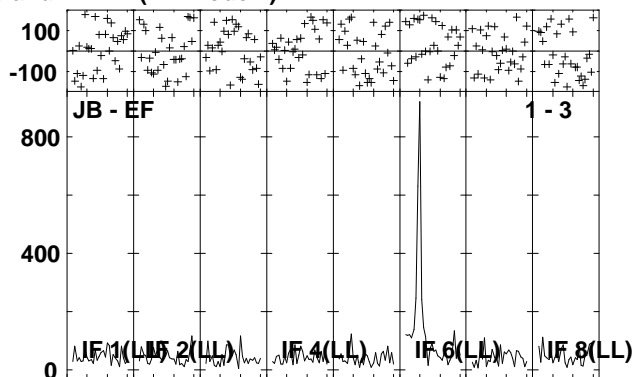 100
-100
JB - EF 1 - 3
800
400
0
IF 1(LL) IF 2(LL) IF 4(LL) IF 6(LL) IF 8(LL)